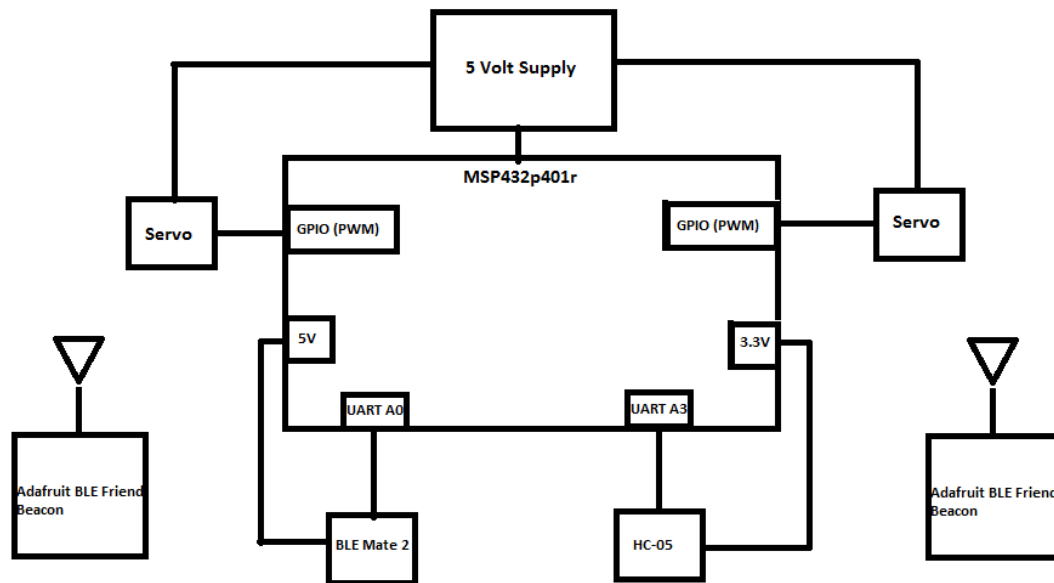 5 Volt Supply
MSP432p401r
Servo
GPIO (PWM)
GPIO (PWM)
Servo
5V
3.3V
UART A0
UART A3
Adafruit BLE Friend
Beacon
BLE Mate 2
HC-05
Adafruit BLE Friend
Beacon